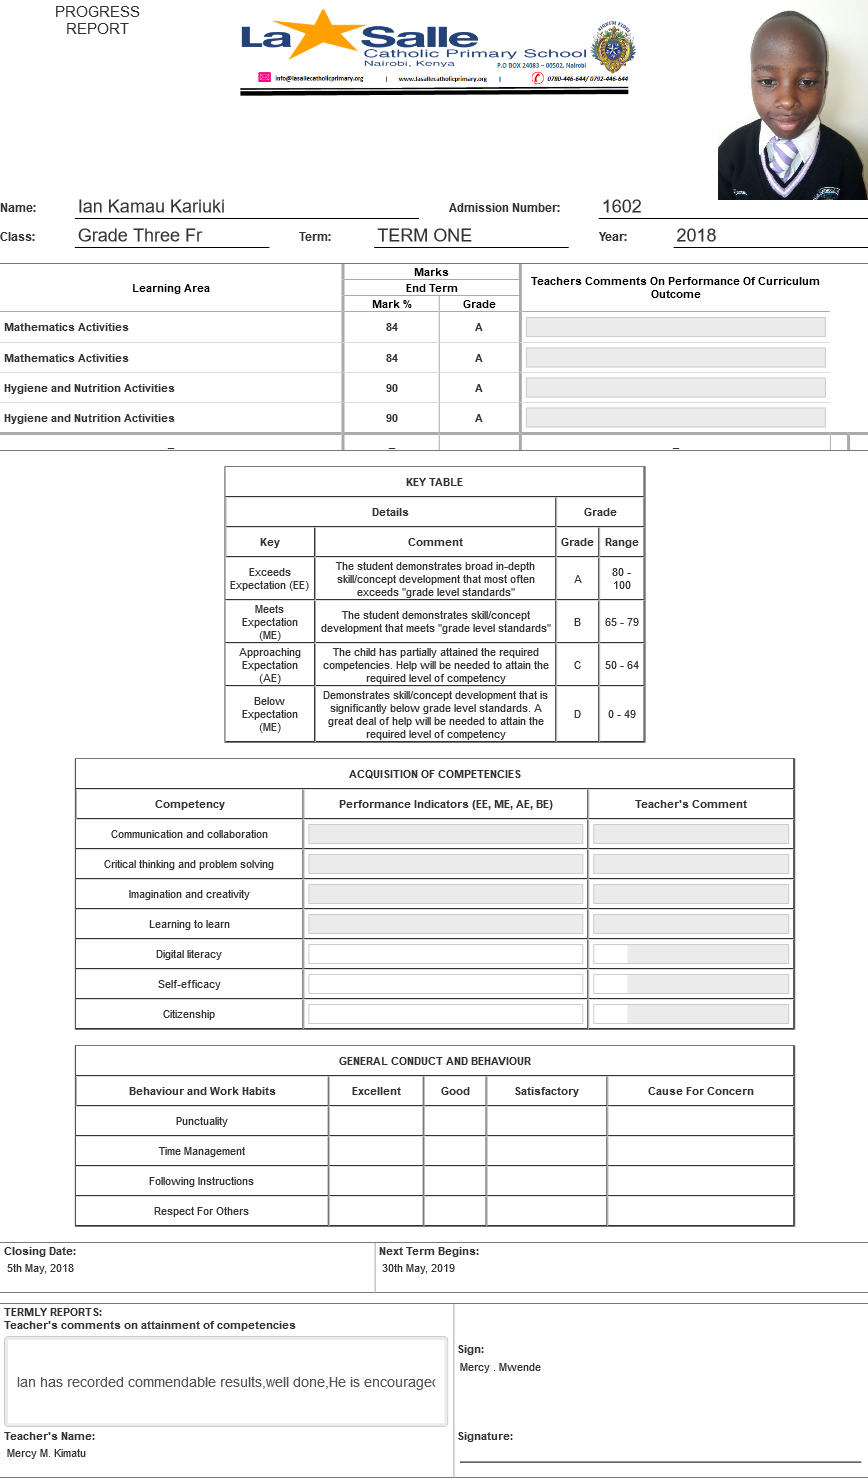 PROGRESS
REPORT
La Salle
Catholic Primary School
Nairobi, Kenya
P.O BOX 24083 – 00502, Nairobi
info@lasallecatholicprimary.org | www.lasallecatholicprimary.org | 0780-446-644/ 0792-446-644
Name: Ian Kamau Kariuki Admission Number: 1602
Class: Grade Three Fr Term: TERM ONE Year: 2018
Learning Area Marks Teachers Comments On Performance Of Curriculum Outcome
End Term
Mark % Grade
Mathematics Activities 84 A
Mathematics Activities 84 A
Hygiene and Nutrition Activities 90 A
Hygiene and Nutrition Activities 90 A
_ _ _
KEY TABLE
Details Grade
Key Comment Grade Range
Exceeds Expectation (EE) The student demonstrates broad in-depth skill/concept development that most often exceeds "grade level standards" A 80 - 100
Meets Expectation (ME) The student demonstrates skill/concept development that meets "grade level standards" B 65 - 79
Approaching Expectation (AE) The child has partially attained the required competencies. Help will be needed to attain the required level of competency C 50 - 64
Below Expectation (ME) Demonstrates skill/concept development that is significantly below grade level standards. A great deal of help will be needed to attain the required level of competency D 0 - 49
ACQUISITION OF COMPETENCIES
Competency Performance Indicators (EE, ME, AE, BE) Teacher's Comment
Communication and collaboration
Critical thinking and problem solving
Imagination and creativity
Learning to learn
Digital literacy
Self-efficacy
Citizenship
GENERAL CONDUCT AND BEHAVIOUR
Behaviour and Work Habits Excellent Good Satisfactory Cause For Concern
Punctuality
Time Management
Following Instructions
Respect For Others
Closing Date: Next Term Begins:
5th May, 2018 30th May, 2019
TERMLY REPORTS:
Teacher's comments on attainment of competencies
Ian has recorded commendable results,well done,He is encouraged
Sign:
Mercy . Mwende
Teacher's Name: Signature:
Mercy M. Kimatu